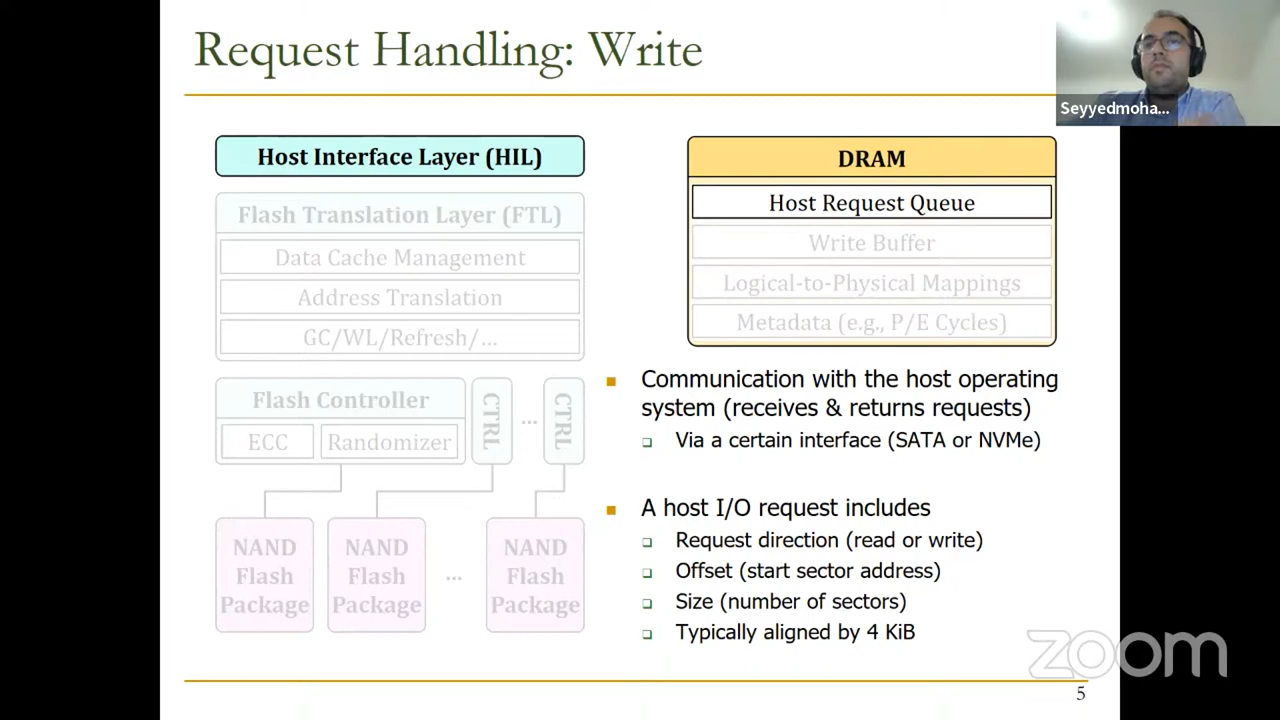 Request Handling: Write
Seyyedmoha...
Host Interface Layer (HIL)
Flash Translation Layer (FTL)
Data Cache Management
Address Translation
GC/WL/Refresh/...
Flash Controller
ECC
Randomizer
CTRL
...
CTRL
NAND
Flash
Package
NAND
Flash
Package
...
NAND
Flash
Package
DRAM
Host Request Queue
Write Buffer
Logical-to-Physical Mappings
Metadata (e.g., P/E Cycles)
Communication with the host operating
system (receives & returns requests)
Via a certain interface (SATA or NVMe)
A host I/O request includes
Request direction (read or write)
Offset (start sector address)
Size (number of sectors)
Typically aligned by 4 KiB
zoom
5